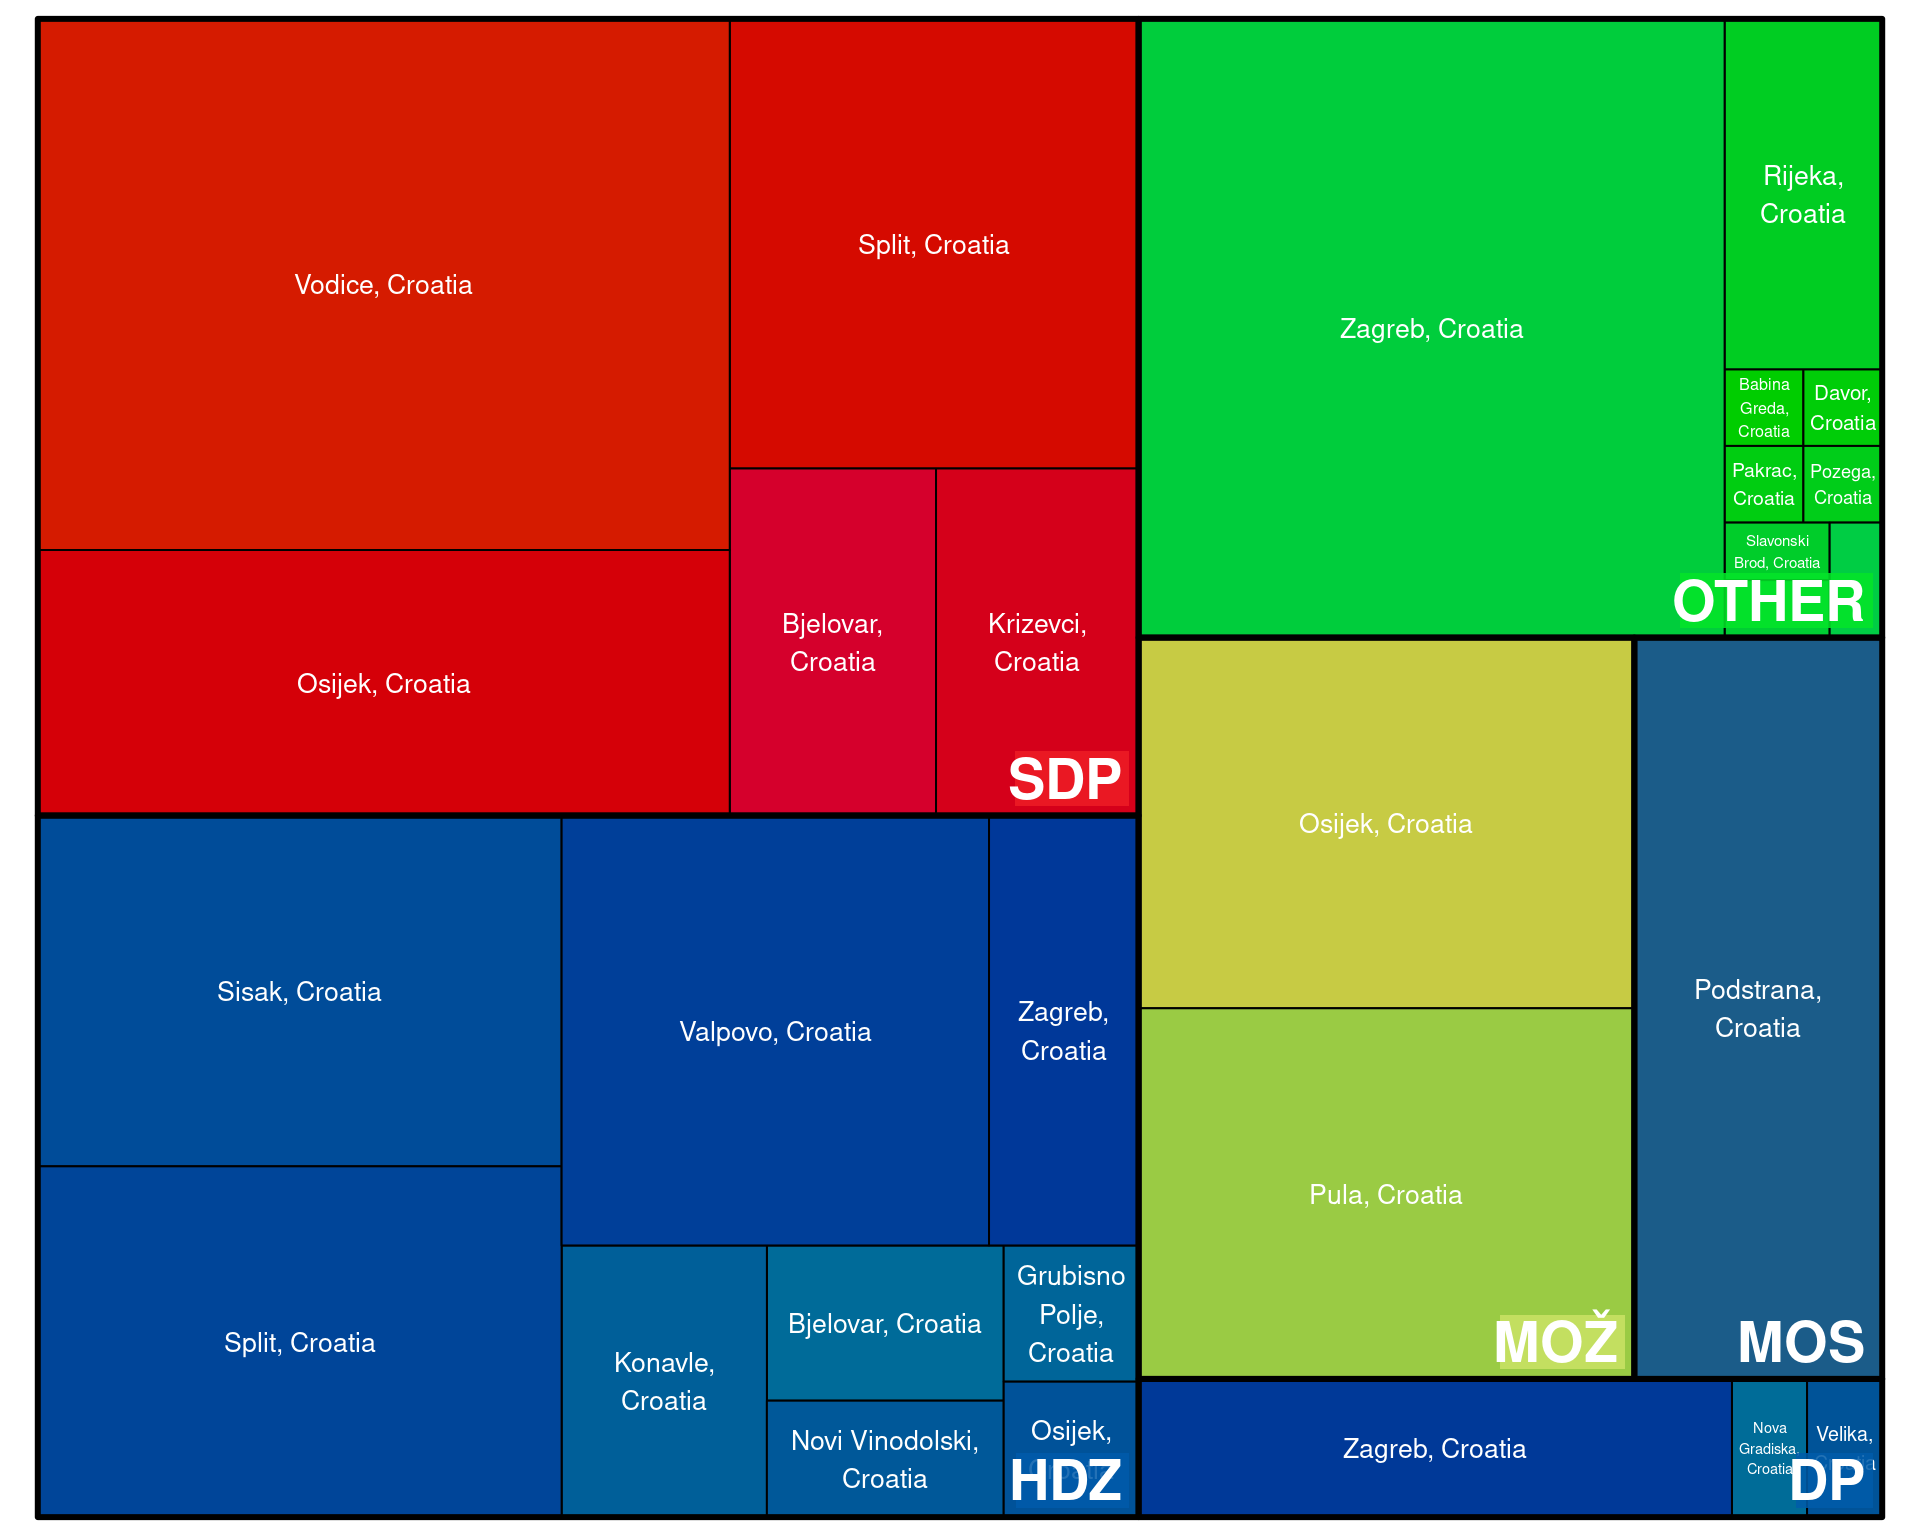 Vodice, Croatia
Split, Croatia
Osijek, Croatia
Bjelovar,
Croatia
Krizevci,
Croatia
SDP
Sisak, Croatia
Split, Croatia
Valpovo, Croatia
Zagreb,
Croatia
Konavle,
Croatia
Bjelovar, Croatia
Novi Vinodolski,
Croatia
Grubisno
Polje,
Croatia
Osijek,
HDZ
Zagreb, Croatia
Rijeka,
Croatia
Babina
Greda,
Croatia
Davor,
Croatia
Pakrac,
Croatia
Pozega,
Croatia
Slavonski
Brod, Croatia
OTHER
Osijek, Croatia
Pula, Croatia
MOŽ
Podstrana,
Croatia
MOS
Zagreb, Croatia
Nova
Gradiska,
Croatia
Velika,
DP